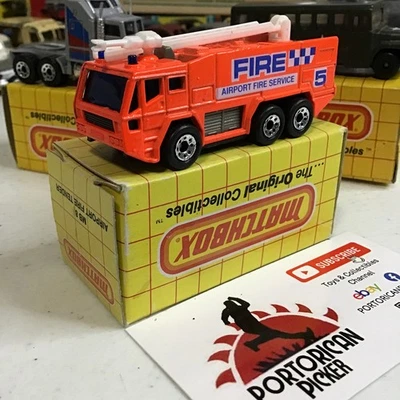 FIRE
AIRPORT FIRE SERVICE
5
MATCHBOX
...The Original Collectibles™
AIRPORT FIRE TENDER
SUBSCRIBE
Toys & Collectibles
Channel
ebay
PORTORICAN
PORTORICAN
PICKER